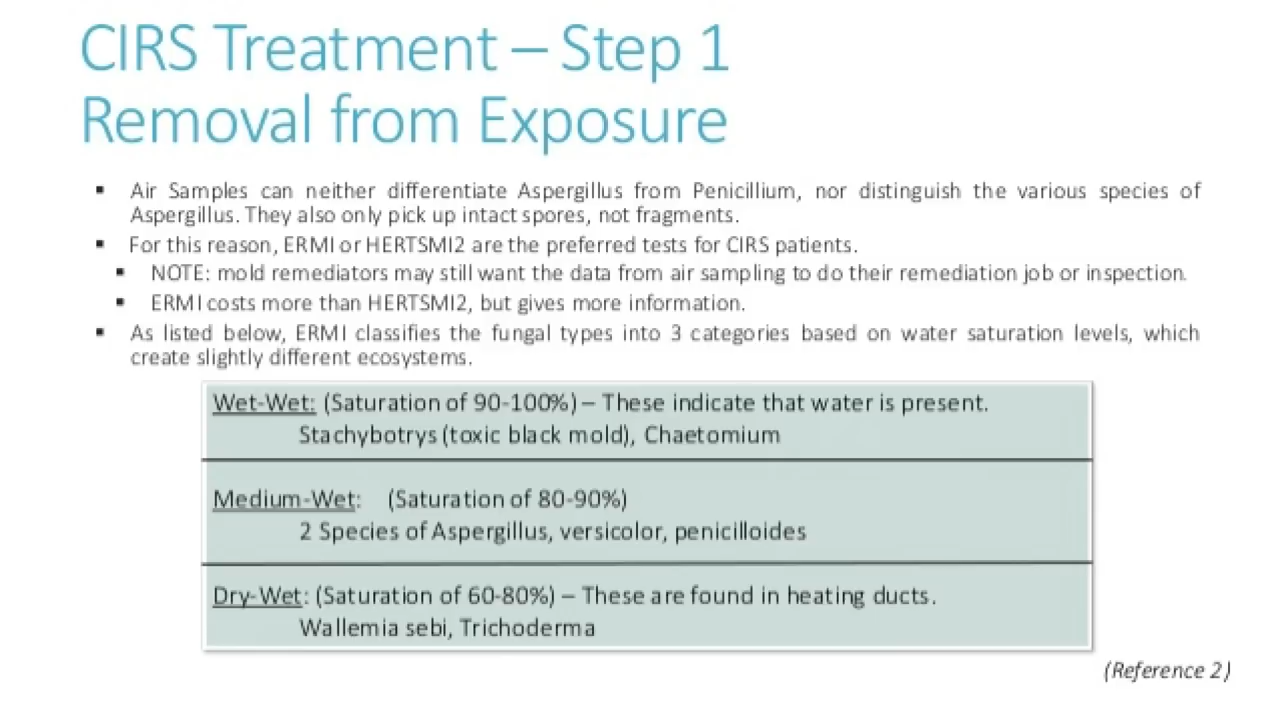 CIRS Treatment – Step 1
Removal from Exposure
▪ Air Samples can neither differentiate Aspergillus from Penicillium, nor distinguish the various species of
Aspergillus. They also only pick up intact spores, not fragments.
▪ For this reason, ERMI or HERTSMI2 are the preferred tests for CIRS patients.
▪ NOTE: mold remediators may still want the data from air sampling to do their remediation job or inspection.
▪ ERMI costs more than HERTSMI2, but gives more information.
▪ As listed below, ERMI classifies the fungal types into 3 categories based on water saturation levels, which
create slightly different ecosystems.
Wet-Wet: (Saturation of 90-100%) – These indicate that water is present.
Stachybotrys (toxic black mold), Chaetomium
Medium-Wet: (Saturation of 80-90%)
2 Species of Aspergillus, versicolor, penicilloides
Dry-Wet: (Saturation of 60-80%) – These are found in heating ducts.
Wallemia sebi, Trichoderma
(Reference 2)